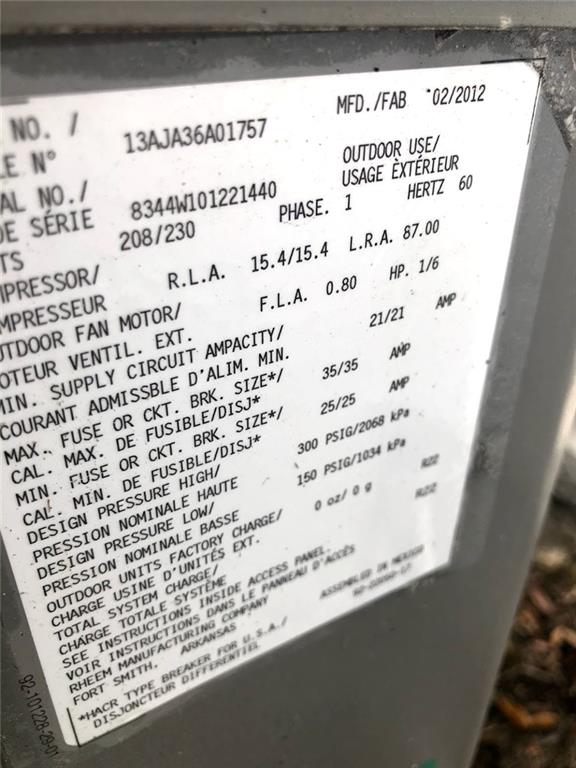 NO. / 13AJA36A01757 MFD./FAB 02/2012
LE N°
AL NO./ 8344W101221440 OUTDOOR USE/
DE SÉRIE USAGE EXTÉRIEUR
TS 208/230 PHASE. 1 HERTZ 60
MPRESSOR/ R.L.A. 15.4/15.4 L.R.A. 87.00
MPRESSEUR
UTDOOR FAN MOTOR/ F.L.A. 0.80 HP. 1/6
OTEUR VENTIL. EXT.
MIN. SUPPLY CIRCUIT AMPACITY/ 21/21 AMP
COURANT ADMISSBLE D'ALIM. MIN.
MAX. FUSE OR CKT. BRK. SIZE*/ 35/35 AMP
CAL. MAX. DE FUSIBLE/DISJ*
MIN. FUSE OR CKT. BRK. SIZE*/ 25/25 AMP
CAL. MIN. DE FUSIBLE/DISJ*
DESIGN PRESSURE HIGH/ 300 PSIG/2068 kPa
PRESSION NOMINALE HAUTE
DESIGN PRESSURE LOW/ 150 PSIG/1034 kPa
PRESSION NOMINALE BASSE
OUTDOOR UNITS FACTORY CHARGE/ 0 oz/ 0 g R22
CHARGE USINE D'UNITÉS EXT.
TOTAL SYSTEM CHARGE/ R22
CHARGE TOTALE SYSTÈME
SEE INSTRUCTIONS INSIDE ACCESS PANEL.
VOIR INSTRUCTIONS DANS LE PANNEAU D'ACCÈS
RHEEM MANUFACTURING COMPANY ASSEMBLED IN MEXICO
FORT SMITH, ARKANSAS
*HACR TYPE BREAKER FOR U.S.A./
DISJONCTEUR DIFFERENTIEL
92-101228-29-01